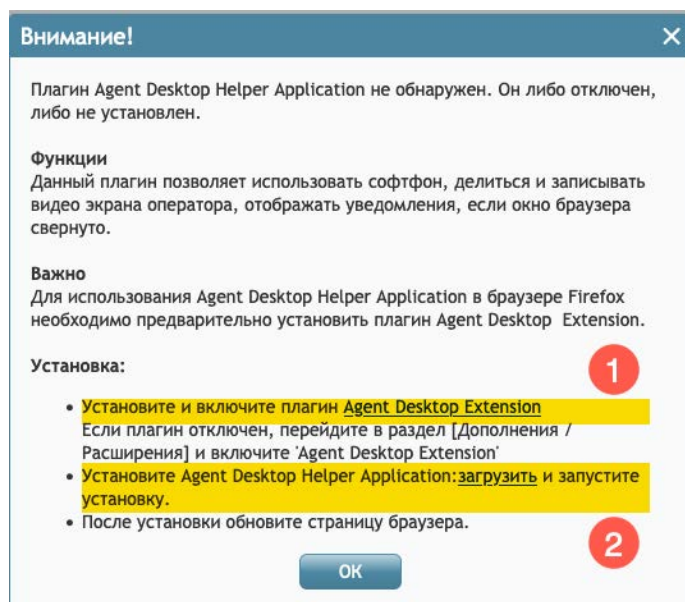 Внимание!
Плагин Agent Desktop Helper Application не обнаружен. Он либо отключен,
либо не установлен.
Функции
Данный плагин позволяет использовать софтфон, делиться и записывать
видео экрана оператора, отображать уведомления, если окно браузера
свернуто.
Важно
Для использования Agent Desktop Helper Application в браузере Firefox
необходимо предварительно установить плагин Agent Desktop Extension.
Установка:
1
• Установите и включите плагин Agent Desktop Extension
Если плагин отключен, перейдите в раздел [Дополнения /
Расширения] и включите 'Agent Desktop Extension'
• Установите Agent Desktop Helper Application:загрузить и запустите
установку.
• После установки обновите страницу браузера.
2
OK